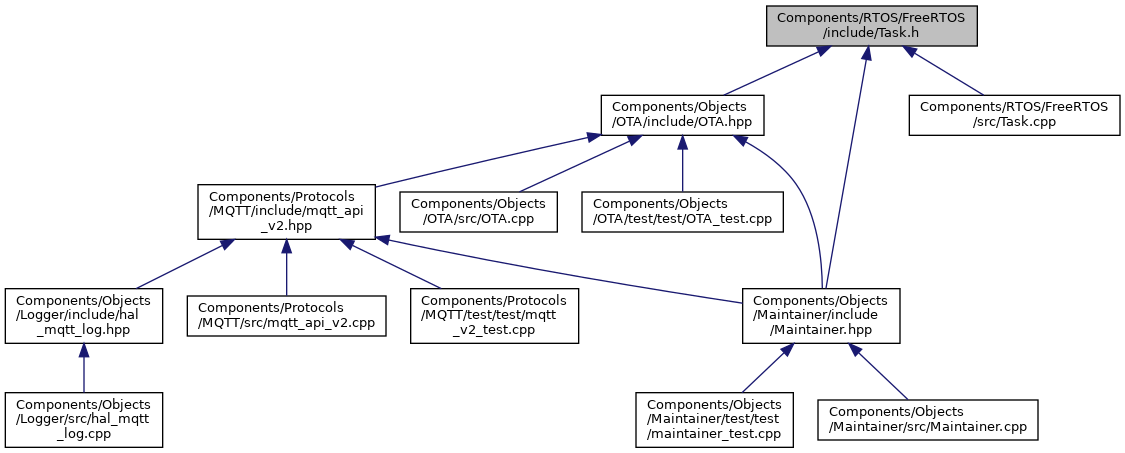 Components/RTOS/FreeRTOS
/include/Task.h
Components/Objects
/OTA/include/OTA.hpp
Components/RTOS/FreeRTOS
/src/Task.cpp
Components/Protocols
/MQTT/include/mqtt_api
_v2.hpp
Components/Objects
/OTA/src/OTA.cpp
Components/Objects
/OTA/test/test/OTA_test.cpp
Components/Objects
/Logger/include/hal
_mqtt_log.hpp
Components/Protocols
/MQTT/src/mqtt_api_v2.cpp
Components/Protocols
/MQTT/test/test/mqtt
_v2_test.cpp
Components/Objects
/Maintainer/include
/Maintainer.hpp
Components/Objects
/Logger/src/hal_mqtt
_log.cpp
Components/Objects
/Maintainer/test/test
/maintainer_test.cpp
Components/Objects
/Maintainer/src/Maintainer.cpp